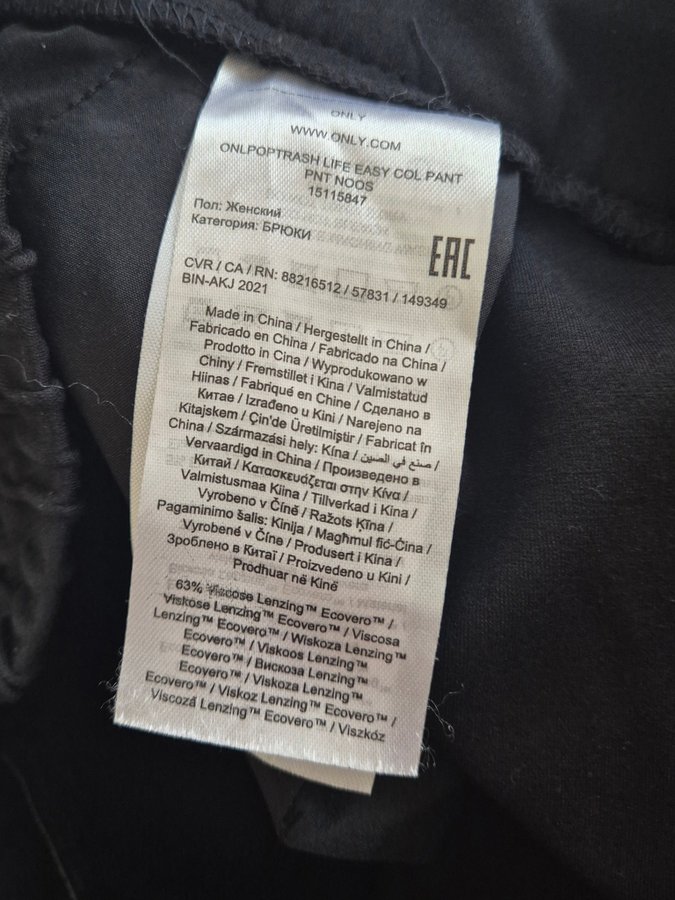 ONLY
WWW.ONLY.COM
ONLPOPTRASH LIFE EASY COL PANT
PNT NOOS
15115847
Пол: Женский
Категория: БРЮКИ
EAC
CVR / CA / RN: 88216512 / 57831 / 149349
BIN-AKJ 2021
Made in China / Hergestellt in China /
Fabricado en China / Fabricado na China /
Prodotto in Cina / Wyprodukowano w
Chiny / Fremstillet i Kina / Valmistatud
Hiinas / Fabriqué en Chine / Сделано в
Китае / Izrađeno u Kini / Narejeno na
Kitajskem / Çin'de Üretilmiştir / Fabricat în
China / Származási hely: Kína / صنع في الصين /
Vervaardigd in China / Произведено в
Китай / Κατασκευάζεται στην Κίνα /
Valmistusmaa Kiina / Tillverkad i Kina /
Vyrobeno v Číně / Ražots Ķīna /
Pagaminimo šalis: Kinija / Magħmul fiċ-Ċina /
Vyrobené v Číne / Produsert i Kina /
Зроблено в Китаї / Proizvedeno u Kini /
Prodhuar në Kinë
63% Viscose Lenzing™ Ecovero™ /
Viskose Lenzing™ Ecovero™ / Viscosa
Lenzing™ Ecovero™ / Wiskoza Lenzing™
Ecovero™ / Viskoos Lenzing™
Ecovero™ / Вискоза Lenzing™
Ecovero™ / Viskoza Lenzing™
Ecovero™ / Viskoz Lenzing™ Ecovero™ /
Viscoză Lenzing™ Ecovero™ / Viszkóz